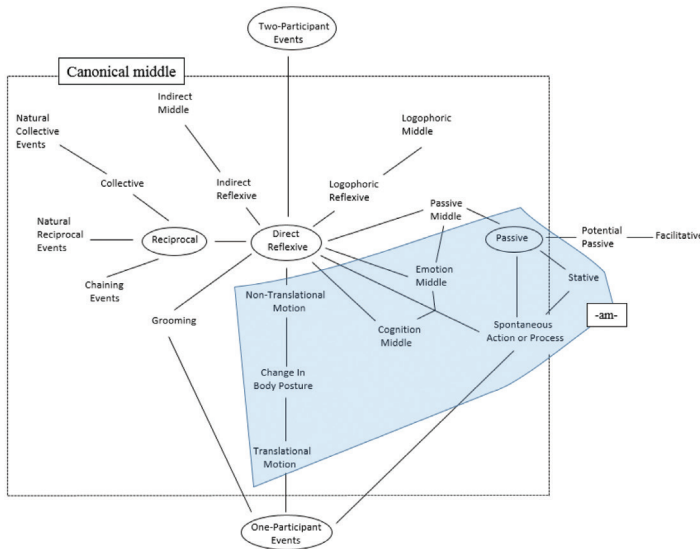 Two-Participant
Events
Canonical middle
Indirect
Middle
Natural
Collective
Events
Logophoric
Middle
Collective
Indirect
Reflexive
Logophoric
Reflexive
Passive
Middle
Natural
Reciprocal
Events
Reciprocal
Direct
Reflexive
Passive
Potential
Passive
Facilitative
Chaining
Events
Emotion
Middle
Stative
Non-Translational
Motion
Grooming
Cognition
Middle
Spontaneous
Action or Process
-am-
Change In
Body Posture
Translational
Motion
One-Participant
Events